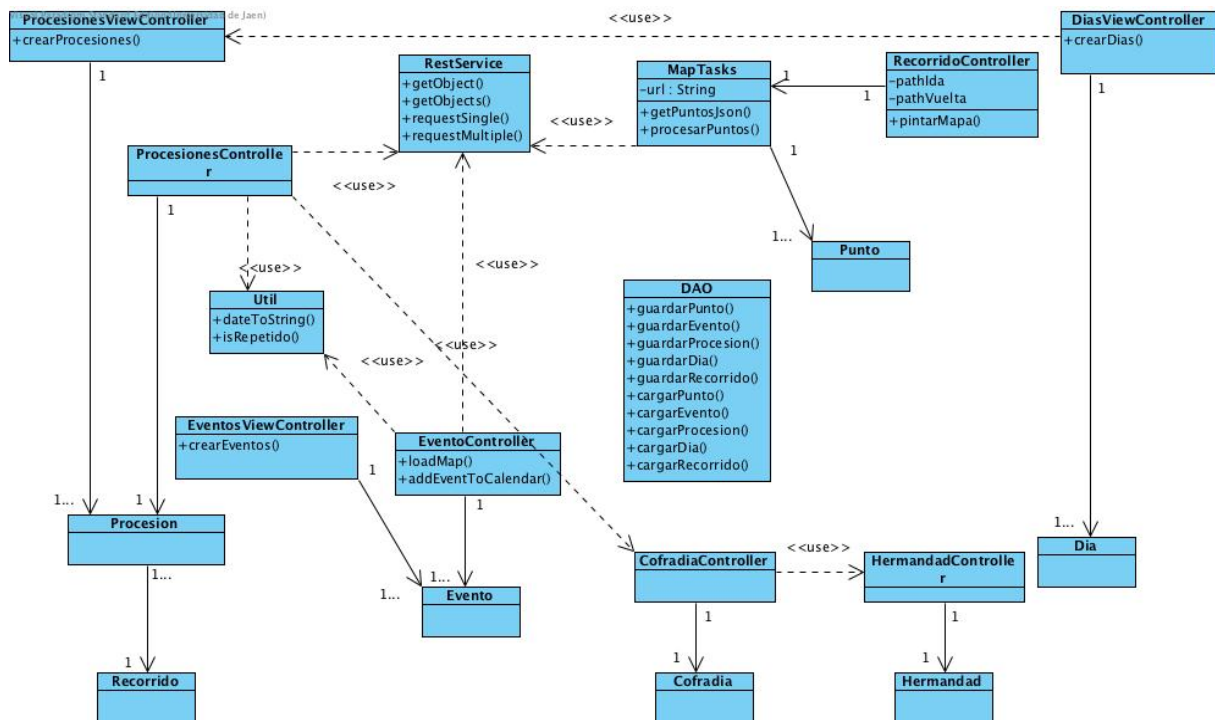 de Jaen)
ProcesionesViewController
+crearProcesiones()
<<use>>
DiasViewController
+crearDias()
RestService
+getObject()
+getObjects()
+requestSingle()
+requestMultiple()
MapTasks
-url : String
+getPuntosJson()
+procesarPuntos()
RecorridoController
-pathIda
-pathVuelta
+pintarMapa()
1
1
1
1
<<use>>
ProcesionesControlle
r
<<use>>
1
1
1...
Punto
<<use>>
<<use>>
Util
+dateToString()
+isRepetido()
DAO
+guardarPunto()
+guardarEvento()
+guardarProcesion()
+guardarDia()
+guardarRecorrido()
+cargarPunto()
+cargarEvento()
+cargarProcesion()
+cargarDia()
+cargarRecorrido()
<<use>>
<<use>>
EventosViewController
+crearEventos()
EventoController
+loadMap()
+addEventToCalendar()
1
1
1...
1
Procesion
1...
1...
1...
Evento
1...
Dia
CofradiaController
<<use>>
HermandadControlle
r
1
1
1
Recorrido
1
Cofradia
1
Hermandad